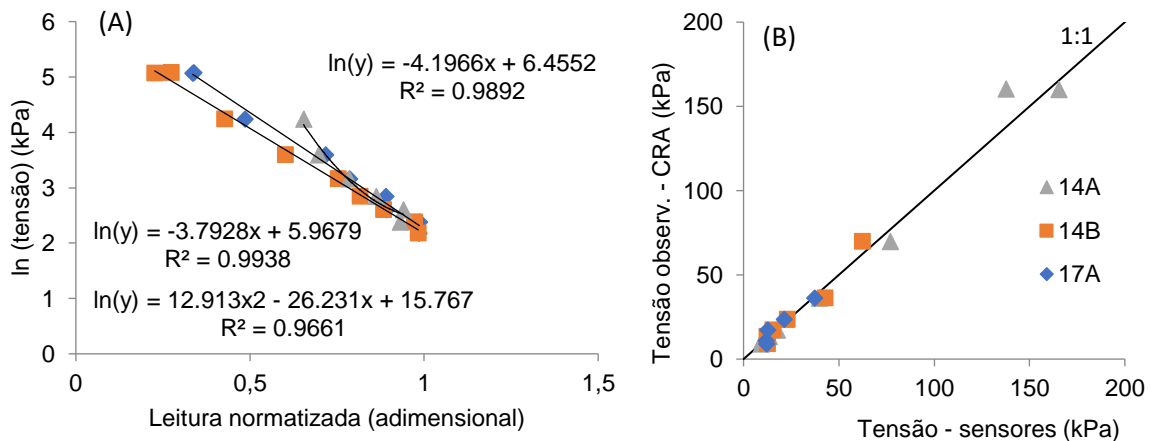 (A)
ln (tensão) (kPa)
6
5
4
3
2
1
0
ln(y) = -4.1966x + 6.4552
R² = 0.9892
ln(y) = -3.7928x + 5.9679
R² = 0.9938
ln(y) = 12.913x2 - 26.231x + 15.767
R² = 0.9661
0
0,5
1
1,5
Leitura normatizada (adimensional)
(B)
1:1
Tensão observ. - CRA (kPa)
200
150
100
50
0
14A
14B
17A
0
50
100
150
200
Tensão - sensores (kPa)